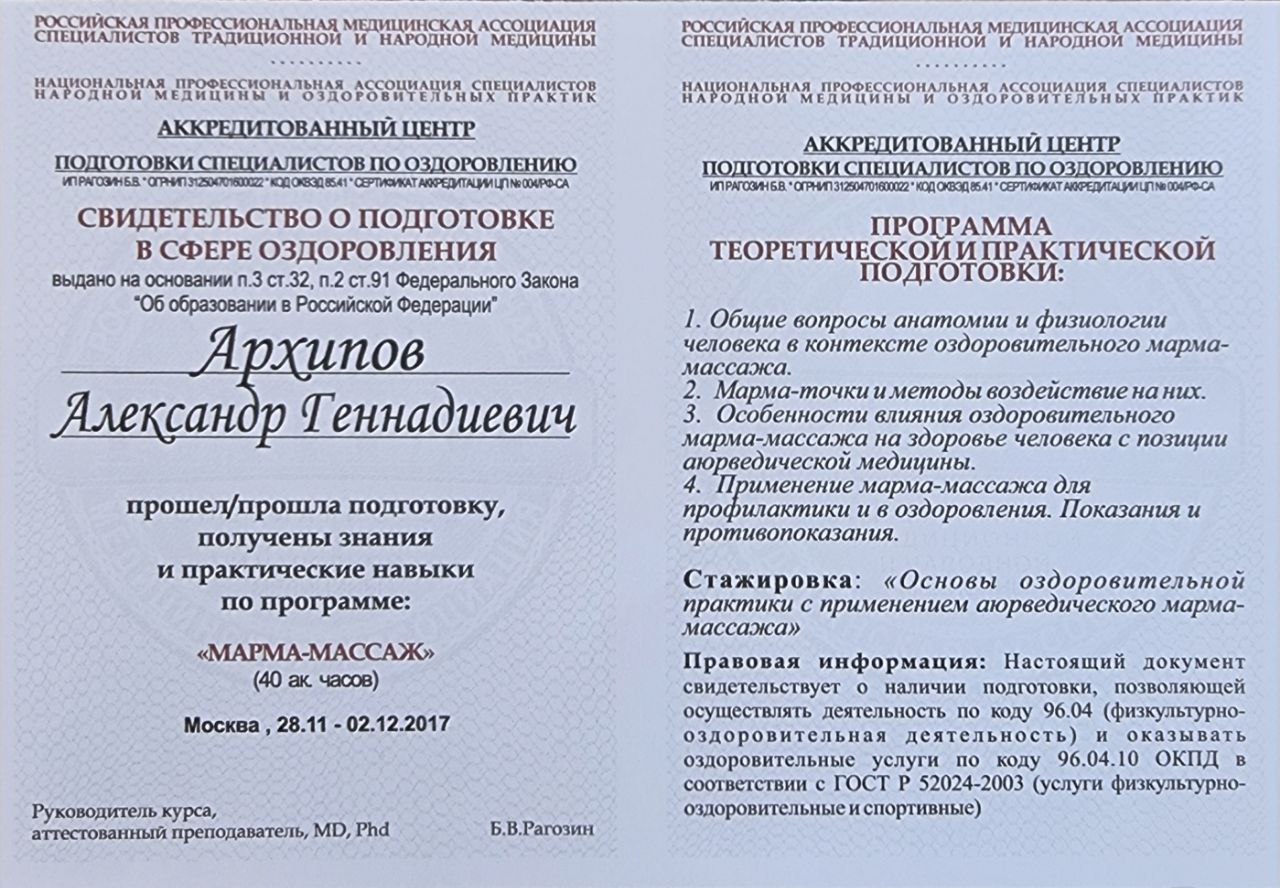 РОССИЙСКАЯ ПРОФЕССИОНАЛЬНАЯ МЕДИЦИНСКАЯ АССОЦИАЦИЯ
СПЕЦИАЛИСТОВ ТРАДИЦИОННОЙ И НАРОДНОЙ МЕДИЦИНЫ
НАЦИОНАЛЬНАЯ ПРОФЕССИОНАЛЬНАЯ АССОЦИАЦИЯ СПЕЦИАЛИСТОВ
НАРОДНОЙ МЕДИЦИНЫ И ОЗДОРОВИТЕЛЬНЫХ ПРАКТИК
АККРЕДИТОВАННЫЙ ЦЕНТР
ПОДГОТОВКИ СПЕЦИАЛИСТОВ ПО ОЗДОРОВЛЕНИЮ
ИП РАГОЗИН Б.В. * ОГРНИП 312504701600022 * КОД ОКВЭД 85.41 * СЕРТИФИКАТ АККРЕДИТАЦИИ ЦП № 004/РФ-СА
СВИДЕТЕЛЬСТВО О ПОДГОТОВКЕ
В СФЕРЕ ОЗДОРОВЛЕНИЯ
выдано на основании п.3 ст.32, п.2 ст.91 Федерального Закона
"Об образовании в Российской Федерации"
Архипов
Александр Геннадиевич
прошел/прошла подготовку,
получены знания
и практические навыки
по программе:
«МАРМА-МАССАЖ»
(40 ак. часов)
Москва , 28.11 - 02.12.2017
Руководитель курса,
аттестованный преподаватель, MD, Phd Б.В.Рагозин
РОССИЙСКАЯ ПРОФЕССИОНАЛЬНАЯ МЕДИЦИНСКАЯ АССОЦИАЦИЯ
СПЕЦИАЛИСТОВ ТРАДИЦИОННОЙ И НАРОДНОЙ МЕДИЦИНЫ
НАЦИОНАЛЬНАЯ ПРОФЕССИОНАЛЬНАЯ АССОЦИАЦИЯ СПЕЦИАЛИСТОВ
НАРОДНОЙ МЕДИЦИНЫ И ОЗДОРОВИТЕЛЬНЫХ ПРАКТИК
АККРЕДИТОВАННЫЙ ЦЕНТР
ПОДГОТОВКИ СПЕЦИАЛИСТОВ ПО ОЗДОРОВЛЕНИЮ
ИП РАГОЗИН Б.В. * ОГРНИП 312504701600022 * КОД ОКВЭД 85.41 * СЕРТИФИКАТ АККРЕДИТАЦИИ ЦП № 004/РФ-СА
ПРОГРАММА
ТЕОРЕТИЧЕСКОЙ И ПРАКТИЧЕСКОЙ
ПОДГОТОВКИ:
1. Общие вопросы анатомии и физиологии
человека в контексте оздоровительного марма-
массажа.
2. Марма-точки и методы воздействие на них.
3. Особенности влияния оздоровительного
марма-массажа на здоровье человека с позиции
аюрведической медицины.
4. Применение марма-массажа для
профилактики и в оздоровления. Показания и
противопоказания.
Стажировка: «Основы оздоровительной
практики с применением аюрведического марма-
массажа»
Правовая информация: Настоящий документ
свидетельствует о наличии подготовки, позволяющей
осуществлять деятельность по коду 96.04 (физкультурно-
оздоровительная деятельность) и оказывать
оздоровительные услуги по коду 96.04.10 ОКПД в
соответствии с ГОСТ Р 52024-2003 (услуги физкультурно-
оздоровительные и спортивные)